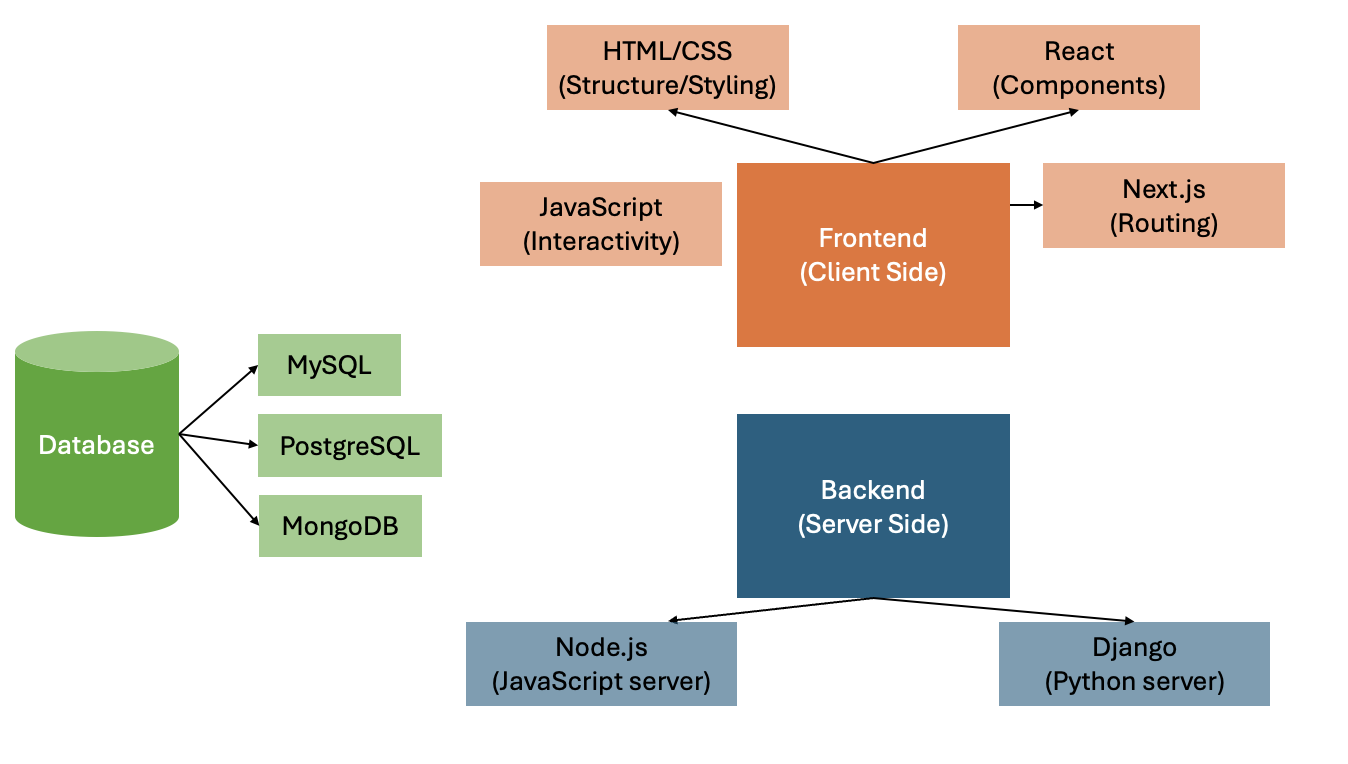 HTML/CSS
(Structure/Styling)
React
(Components)
JavaScript
(Interactivity)
Frontend
(Client Side)
Next.js
(Routing)
Database
MySQL
PostgreSQL
MongoDB
Backend
(Server Side)
Node.js
(JavaScript server)
Django
(Python server)